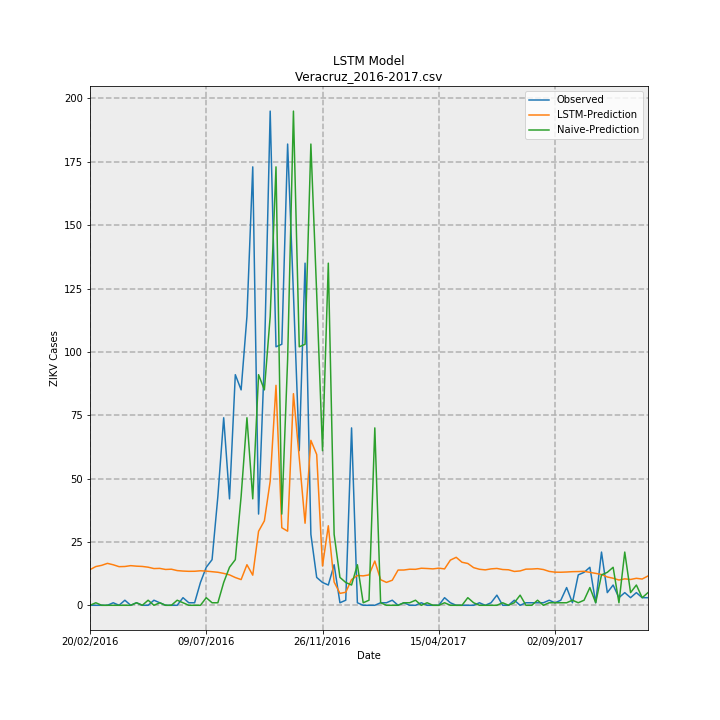 LSTM Model
Veracruz_2016-2017.csv
Observed
LSTM-Prediction
Naive-Prediction
200
175
150
125
100
75
50
25
0
ZIKV Cases
20/02/2016
09/07/2016
26/11/2016
15/04/2017
02/09/2017
Date